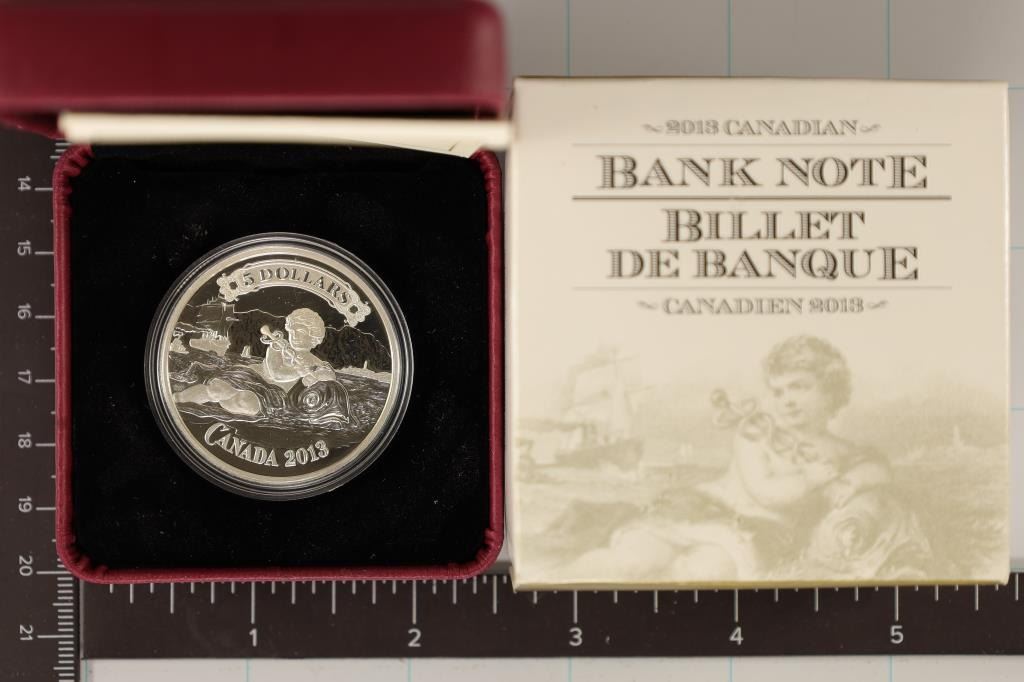 5 DOLLARS
CANADA 2013
2013 CANADIAN
BANK NOTE
BILLET
DE BANQUE
CANADIEN 2013
14
15
16
17
18
19
20
21
1 2 3 4 5